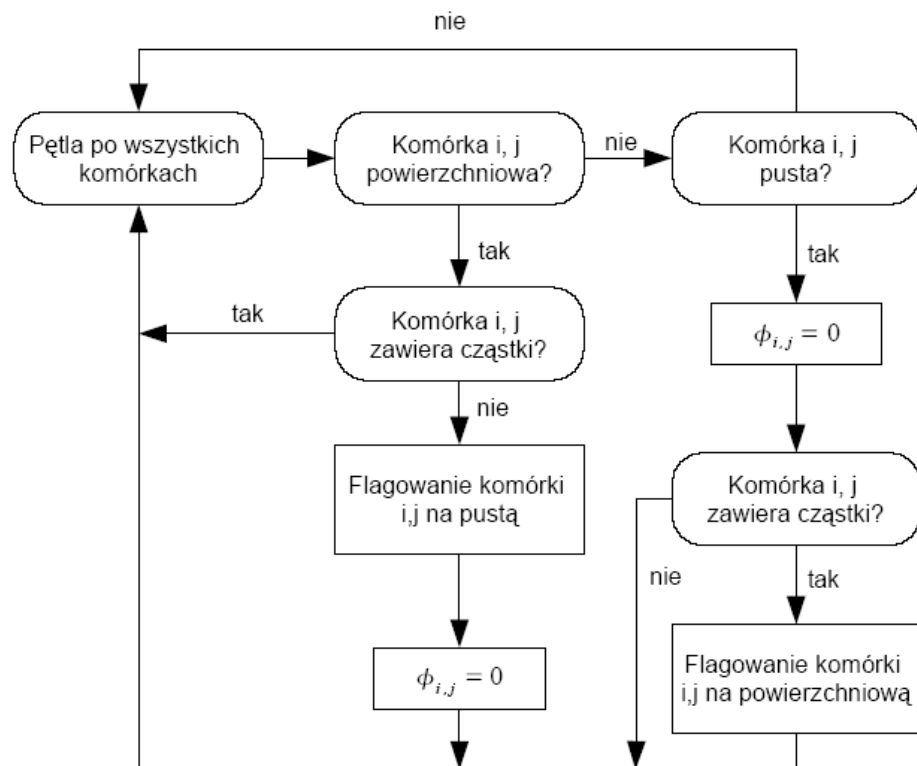 nie
Pętla po wszystkich
komórkach
Komórka i, j
powierzchniowa?
nie
Komórka i, j
pusta?
tak
tak
tak
Komórka i, j
zawiera cząstki?
ϕi,j = 0
nie
Flagowanie komórki
i,j na pustą
Komórka i, j
zawiera cząstki?
nie
tak
ϕi,j = 0
Flagowanie komórki
i,j na powierzchniową